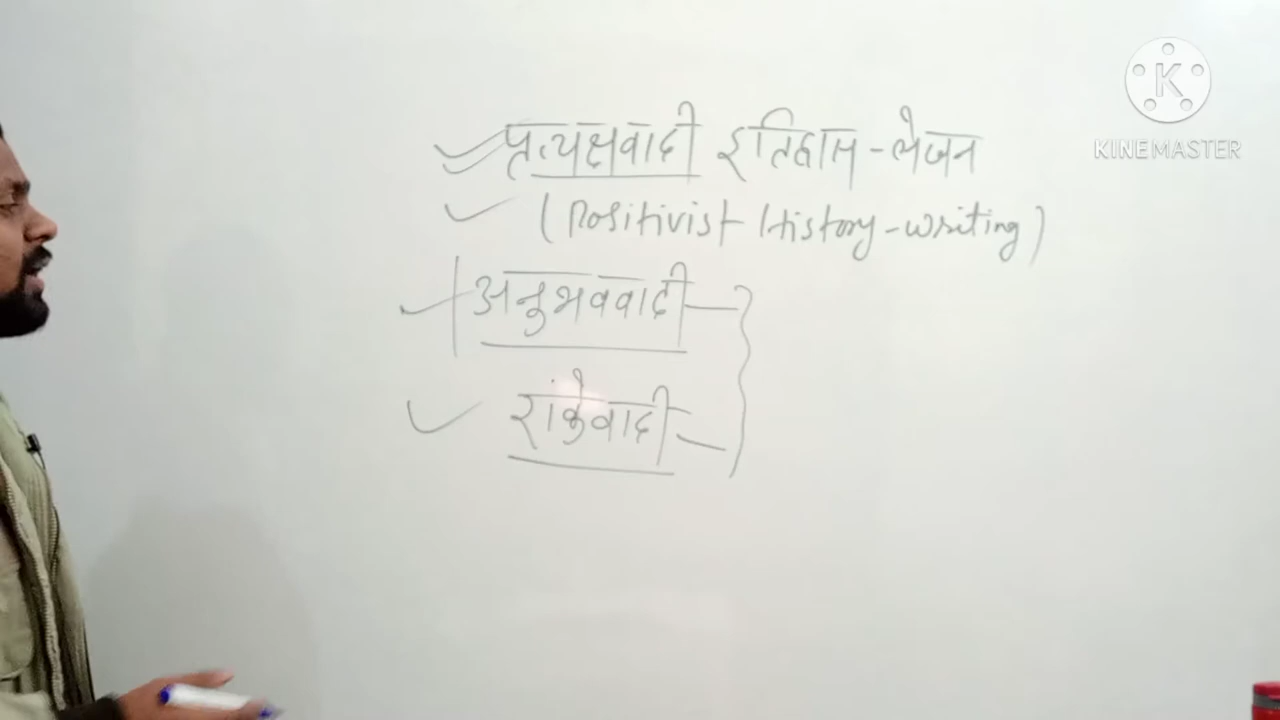 प्रत्यक्षवादी इतिहास-लेखन
(Positivist History-writing)
अनुभववादी
रांकेवादी
K
KINEMASTER